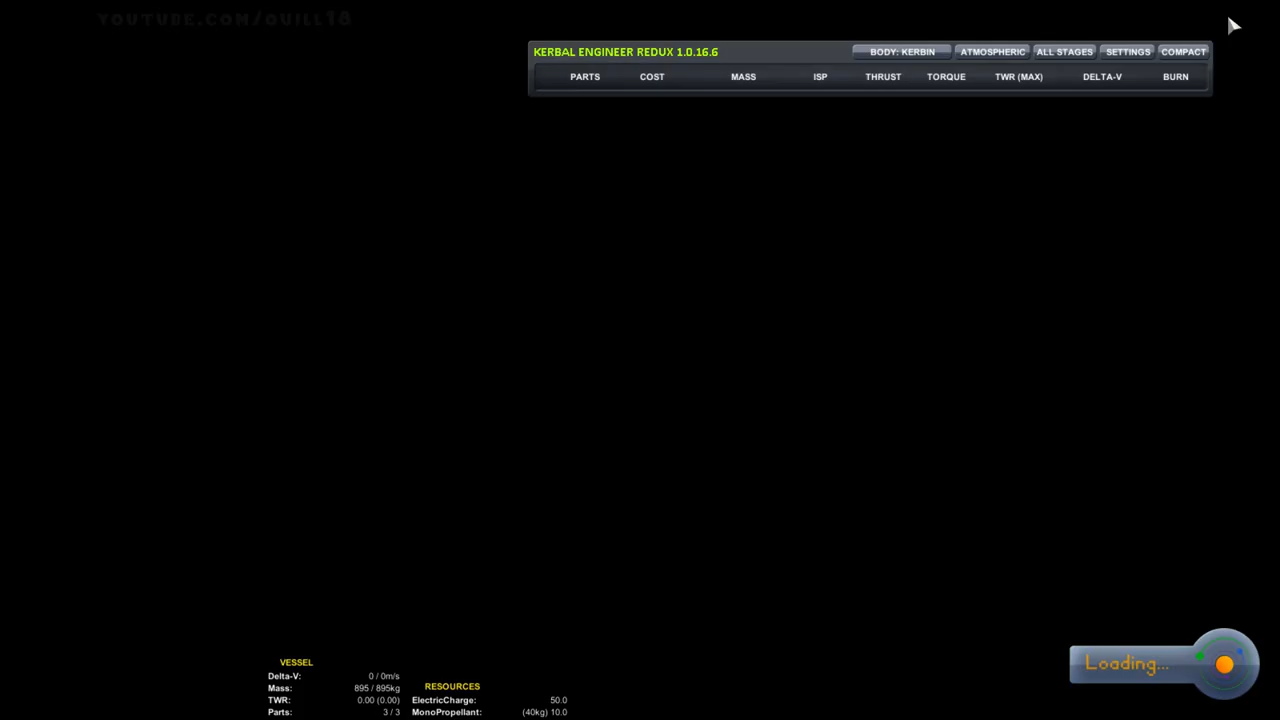 YOUTUBE.COM/QUILL18
KERBAL ENGINEER REDUX 1.0.16.6
BODY: KERBIN
ATMOSPHERIC
ALL STAGES
SETTINGS
COMPACT
PARTS COST MASS ISP THRUST TORQUE TWR (MAX) DELTA-V BURN
Loading...
VESSEL
Delta-V: 0 / 0m/s
Mass: 895 / 895kg
TWR: 0.00 (0.00)
Parts: 3 / 3
RESOURCES
ElectricCharge: 50.0
MonoPropellant: (40kg) 10.0